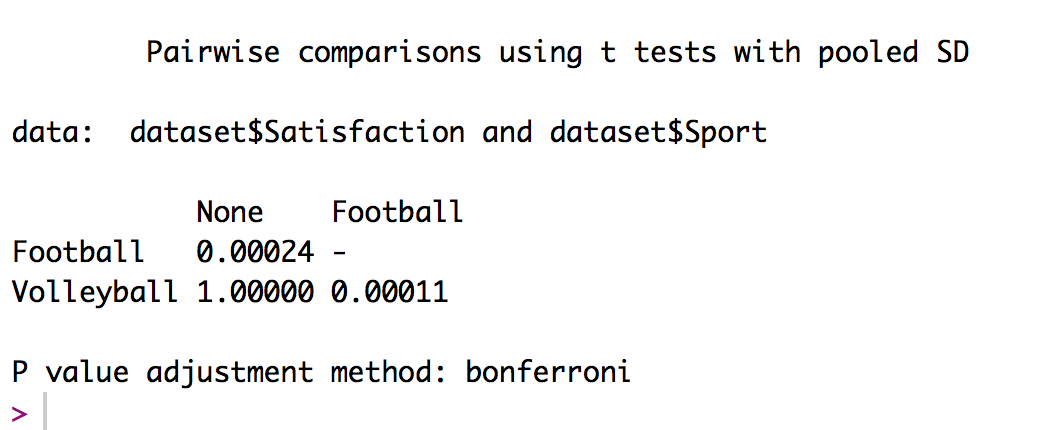 Pairwise comparisons using t tests with pooled SD
data:  dataset$Satisfaction and dataset$Sport
           None    Football
Football   0.00024 -
Volleyball 1.00000 0.00011
P value adjustment method: bonferroni
>